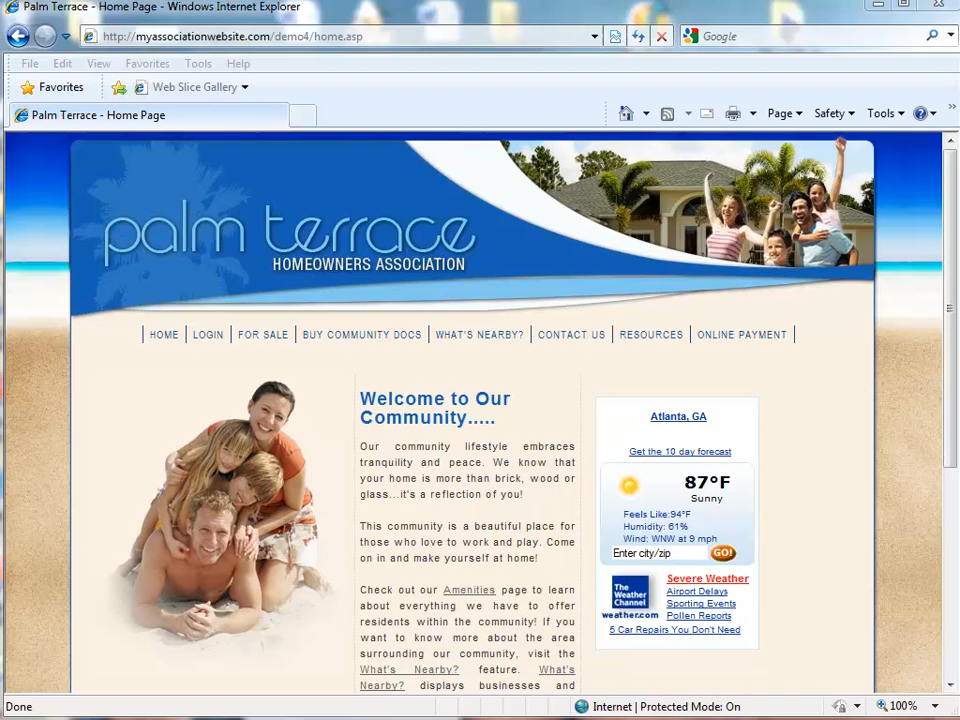 Palm Terrace - Home Page - Windows Internet Explorer
http://myassociationwebsite.com/demo4/home.asp
Google
File Edit View Favorites Tools Help
Favorites Web Slice Gallery
Palm Terrace - Home Page
Page Safety Tools
palm terrace
HOMEOWNERS ASSOCIATION
HOME LOGIN FOR SALE BUY COMMUNITY DOCS WHAT'S NEARBY? CONTACT US RESOURCES ONLINE PAYMENT
Welcome to Our
Community.....
Our community lifestyle embraces
tranquility and peace. We know that
your home is more than brick, wood or
glass...it's a reflection of you!
This community is a beautiful place for
those who love to work and play. Come
on in and make yourself at home!
Check out our Amenities page to learn
about everything we have to offer
residents within the community! If you
want to know more about the area
surrounding our community, visit the
What's Nearby? feature. What's
Nearby? displays businesses and
Atlanta, GA
Get the 10 day forecast
87°F
Sunny
Feels Like:94°F
Humidity: 61%
Wind: WNW at 9 mph
Enter city/zip GO!
The
Weather
Channel
weather.com
Severe Weather
Airport Delays
Sporting Events
Pollen Reports
5 Car Repairs You Don't Need
Done
Internet | Protected Mode: On
100%